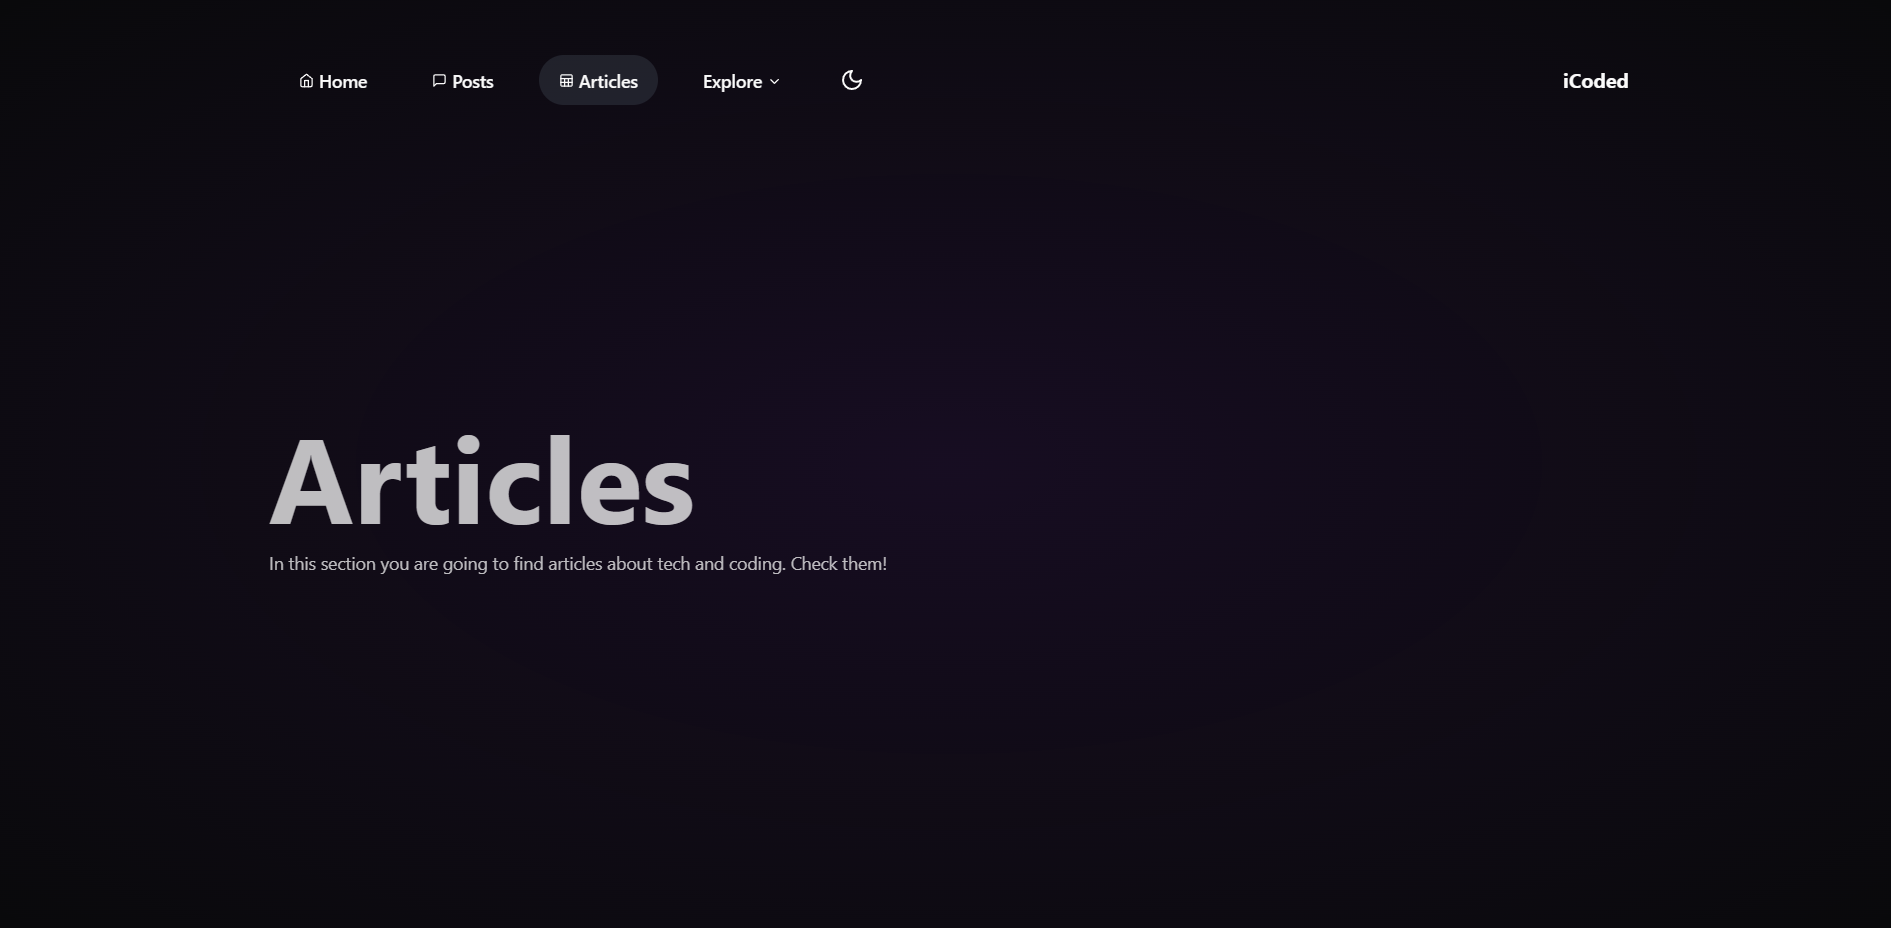 Home Posts Articles Explore iCoded
Articles
In this section you are going to find articles about tech and coding. Check them!